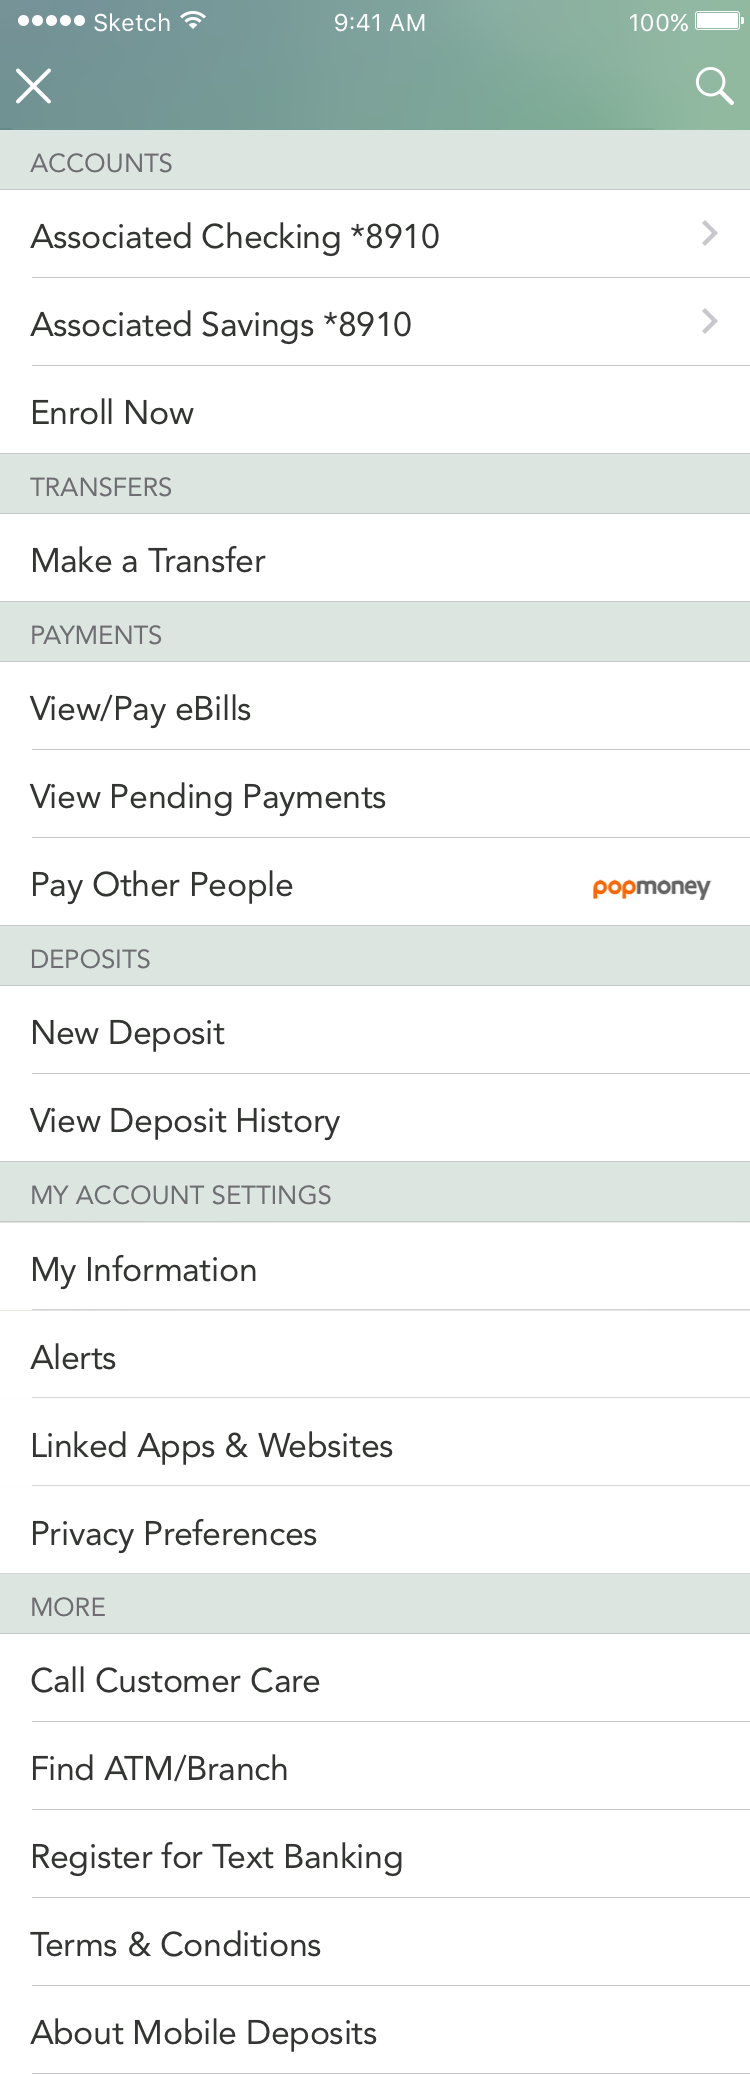 Sketch 9:41 AM 100%
ACCOUNTS
Associated Checking *8910
Associated Savings *8910
Enroll Now
TRANSFERS
Make a Transfer
PAYMENTS
View/Pay eBills
View Pending Payments
Pay Other People popmoney
DEPOSITS
New Deposit
View Deposit History
MY ACCOUNT SETTINGS
My Information
Alerts
Linked Apps & Websites
Privacy Preferences
MORE
Call Customer Care
Find ATM/Branch
Register for Text Banking
Terms & Conditions
About Mobile Deposits